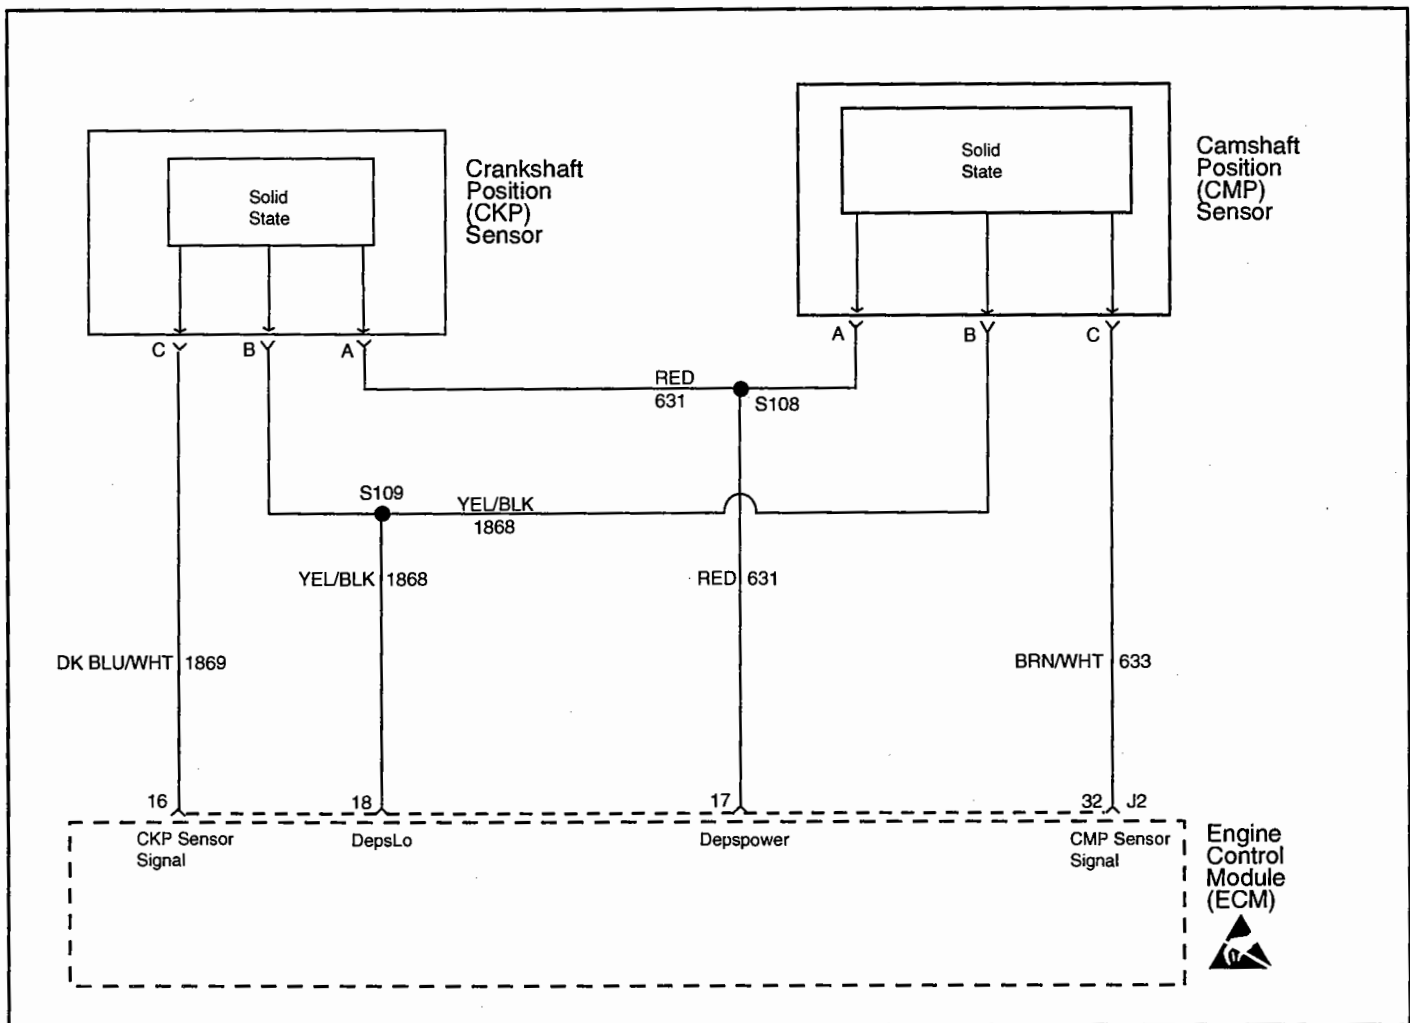 Solid
State
Crankshaft
Position
(CKP)
Sensor
Solid
State
Camshaft
Position
(CMP)
Sensor
C
B
A
A
B
C
RED
631
S108
S109
YEL/BLK
1868
YEL/BLK 1868
RED 631
DK BLU/WHT 1869
BRN/WHT 633
16
18
17
32 J2
CKP Sensor
Signal
DepsLo
Depspower
CMP Sensor
Signal
Engine
Control
Module
(ECM)